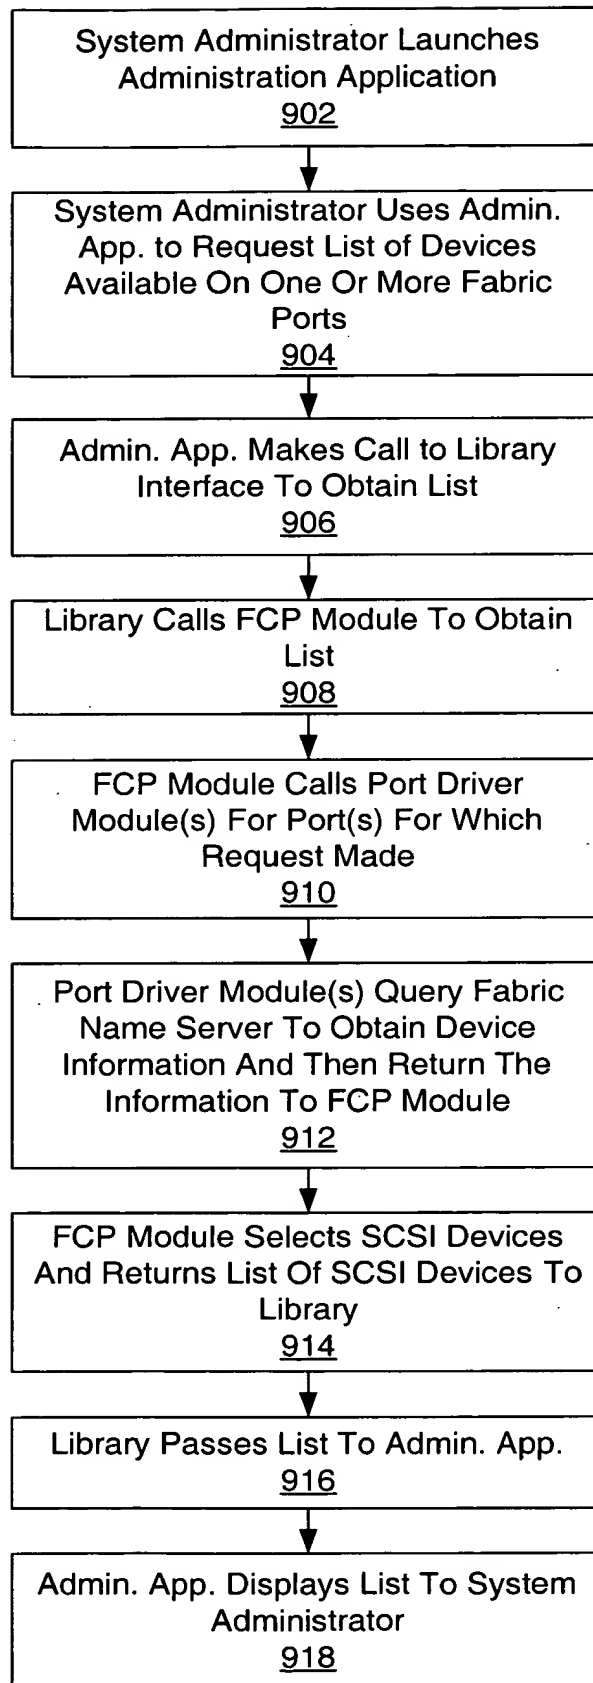 System Administrator Launches
Administration Application
902
System Administrator Uses Admin.
App. to Request List of Devices
Available On One Or More Fabric
Ports
904
Admin. App. Makes Call to Library
Interface To Obtain List
906
Library Calls FCP Module To Obtain
List
908
FCP Module Calls Port Driver
Module(s) For Port(s) For Which
Request Made
910
Port Driver Module(s) Query Fabric
Name Server To Obtain Device
Information And Then Return The
Information To FCP Module
912
FCP Module Selects SCSI Devices
And Returns List Of SCSI Devices To
Library
914
Library Passes List To Admin. App.
916
Admin. App. Displays List To System
Administrator
918